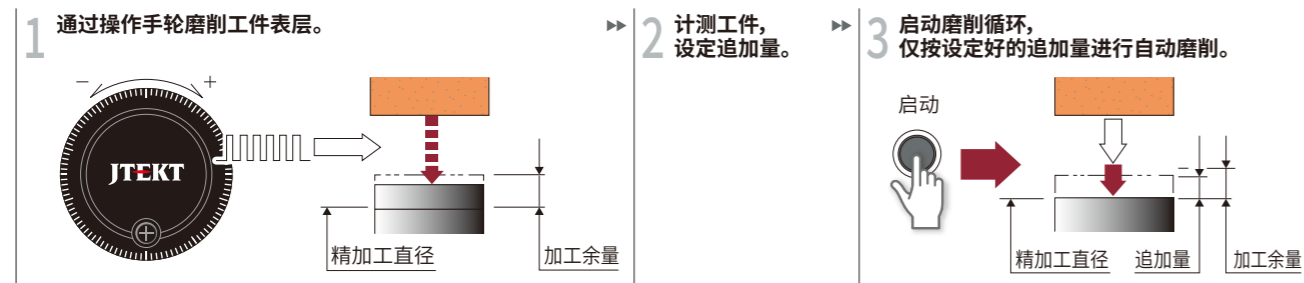 1
通过操作手轮磨削工件表层。
- +
JTEKT
精加工直径
加工余量
2
计测工件,
设定追加量。
3
启动磨削循环,
仅按设定好的追加量进行自动磨削。
启动
精加工直径
追加量
加工余量